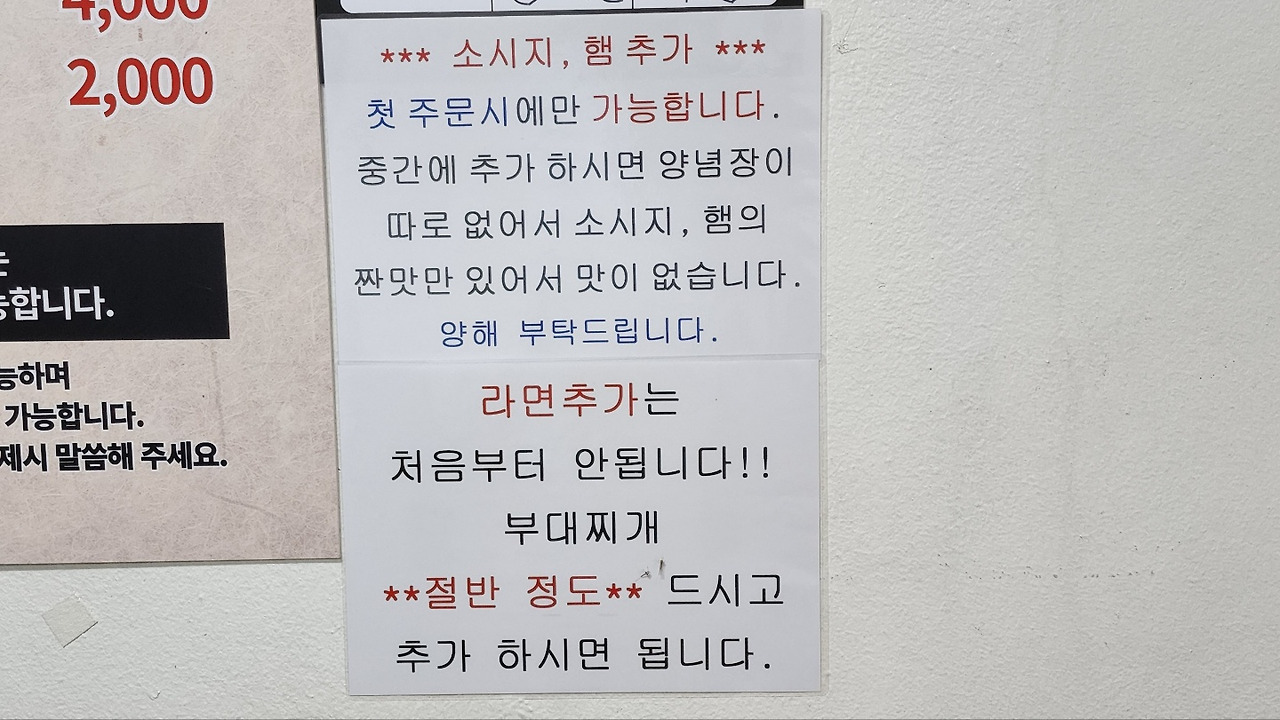 4,000
2,000
능합니다.
능하며
가능합니다.
제시 말씀해 주세요.
*** 소시지, 햄 추가 ***
첫 주문시에만 가능합니다.
중간에 추가 하시면 양념장이
따로 없어서 소시지, 햄의
짠맛만 있어서 맛이 없습니다.
양해 부탁드립니다.
라면추가는
처음부터 안됩니다!!
부대찌개
**절반 정도** 드시고
추가 하시면 됩니다.